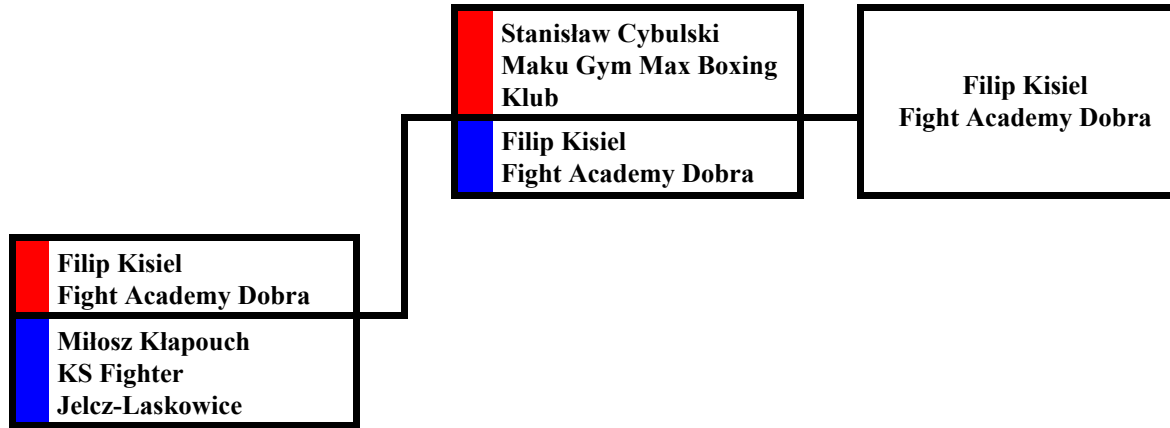 Stanisław Cybulski
Maku Gym Max Boxing
Klub
Filip Kisiel
Fight Academy Dobra
Filip Kisiel
Fight Academy Dobra
Filip Kisiel
Fight Academy Dobra
Miłosz Kłapouch
KS Fighter
Jelcz-Laskowice